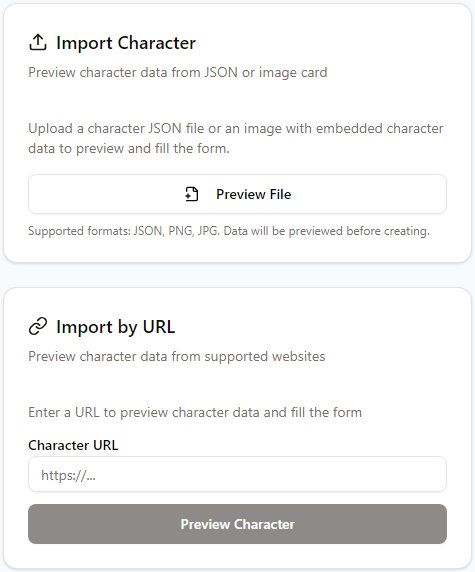 Import Character
Preview character data from JSON or image card
Upload a character JSON file or an image with embedded character
data to preview and fill the form.
Preview File
Supported formats: JSON, PNG, JPG. Data will be previewed before creating.
Import by URL
Preview character data from supported websites
Enter a URL to preview character data and fill the form
Character URL
https://...
Preview Character